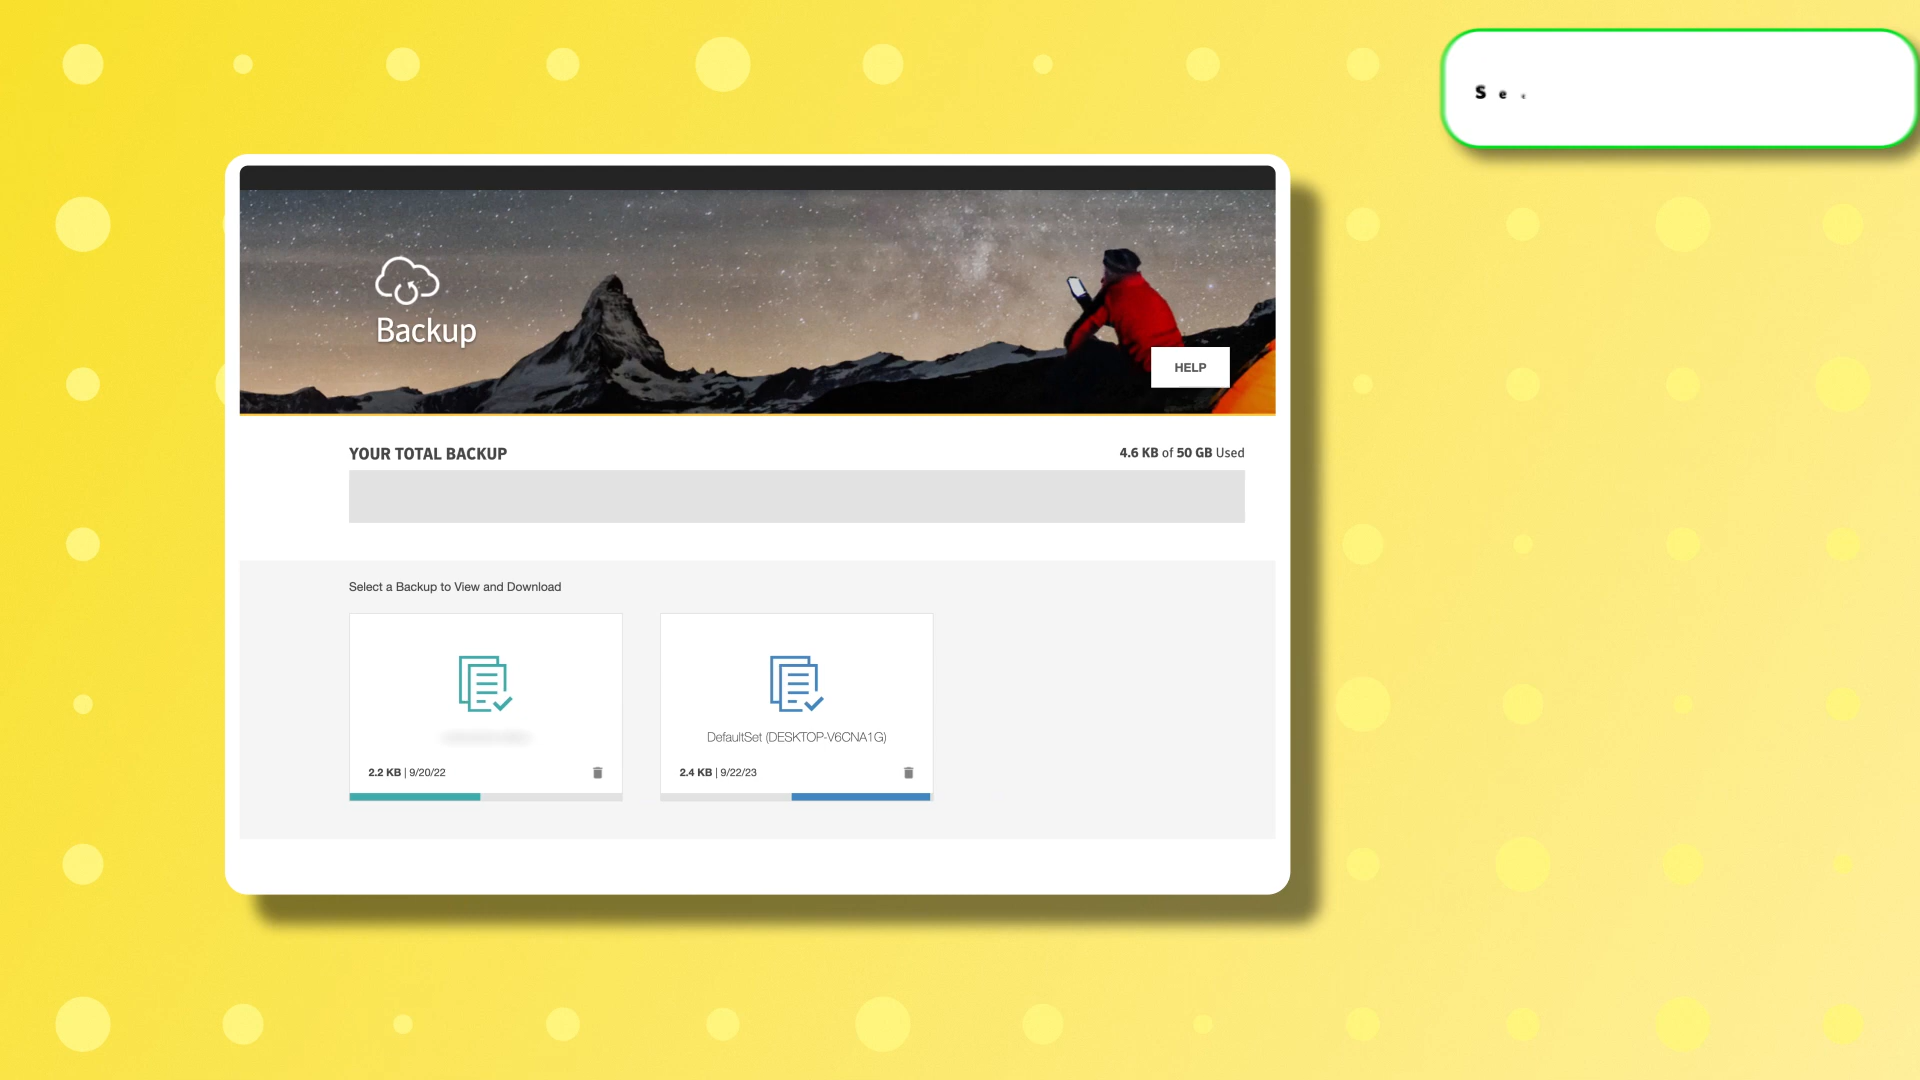 Backup
HELP
YOUR TOTAL BACKUP
4.6 KB of 50 GB Used
Select a Backup to View and Download
DefaultSet (DESKTOP-V6CNA1G)
2.2 KB | 9/20/22
2.4 KB | 9/22/23